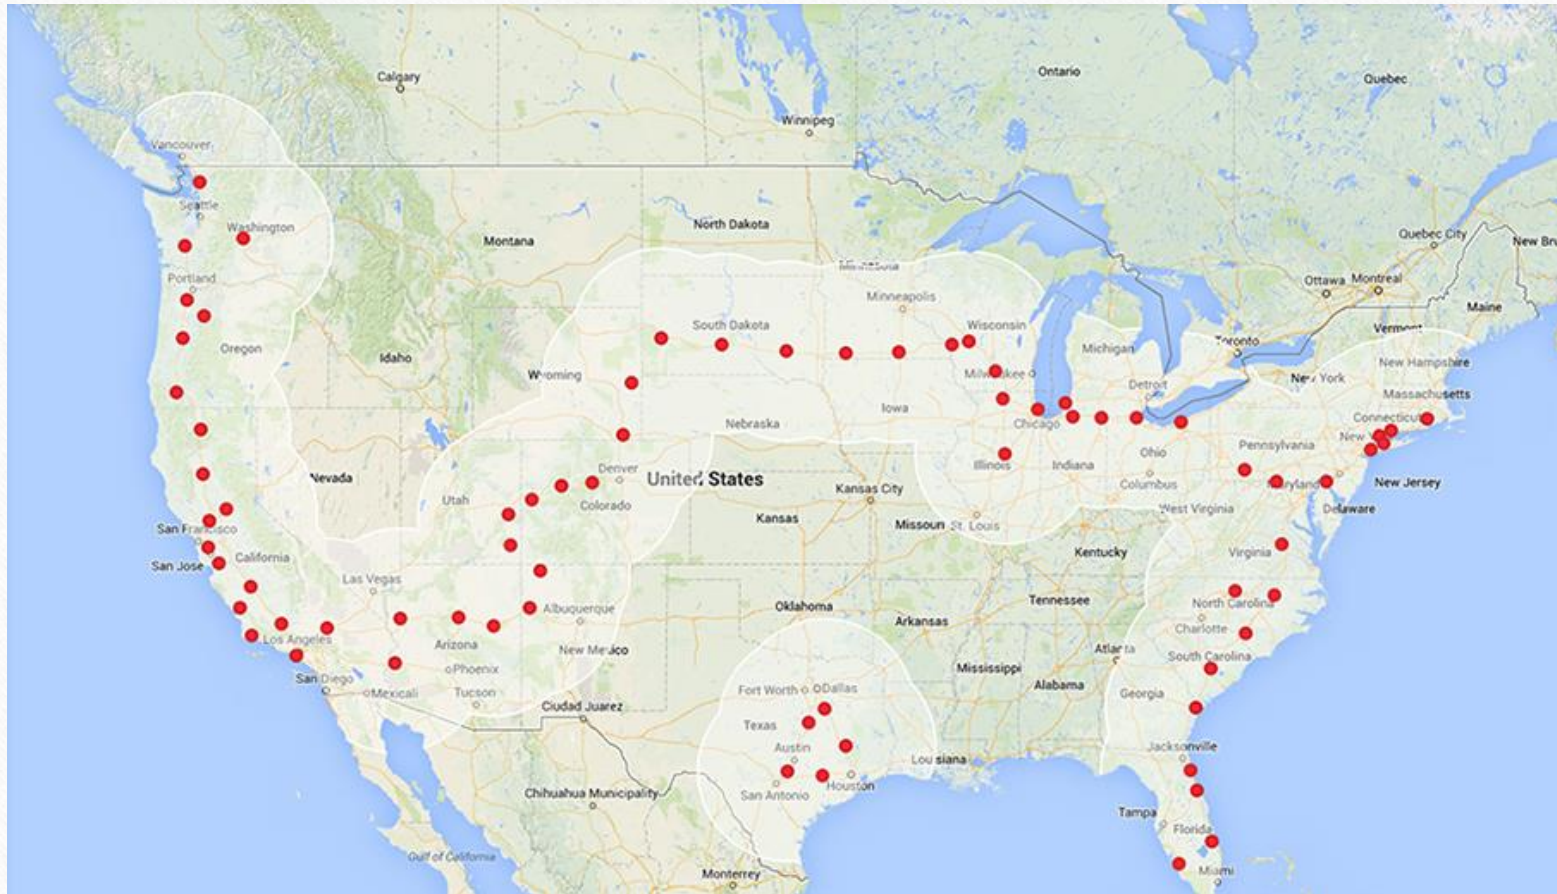 Ontario
Calgary
Quebec
Winnipeg
Vancouver
Seattle
Washington
North Dakota
Montana
Quebec City
New Bru
Portland
Ottawa
Montreal
Minneapolis
Maine
South Dakota
Wisconsin
Vermont
Toronto
Oregon
Michigan
Idaho
New Hampshire
Wyoming
Milwaukee
Detroit
New York
Massachusetts
Iowa
Connecticut
Nebraska
Chicago
New Y
Pennsylvania
Ohio
Denver
Illinois
Indiana
Nevada
United States
Columbus
Maryland
New Jersey
Kansas City
Utah
Colorado
West Virginia
Delaware
Kansas
Missouri
St. Louis
San Francisco
California
Kentucky
Virginia
San Jose
Las Vegas
Albuquerque
Oklahoma
Tennessee
North Carolina
Arkansas
Charlotte
Los Angeles
Arizona
New Mexico
Atlanta
South Carolina
Phoenix
Mississippi
San Diego
Alabama
Mexicali
Tucson
Fort Worth
Dallas
Georgia
Ciudad Juarez
Texas
Austin
Jacksonville
Louisiana
Houston
San Antonio
Chihuahua Municipality
Tampa
Florida
Gulf of California
Miami
Monterrey